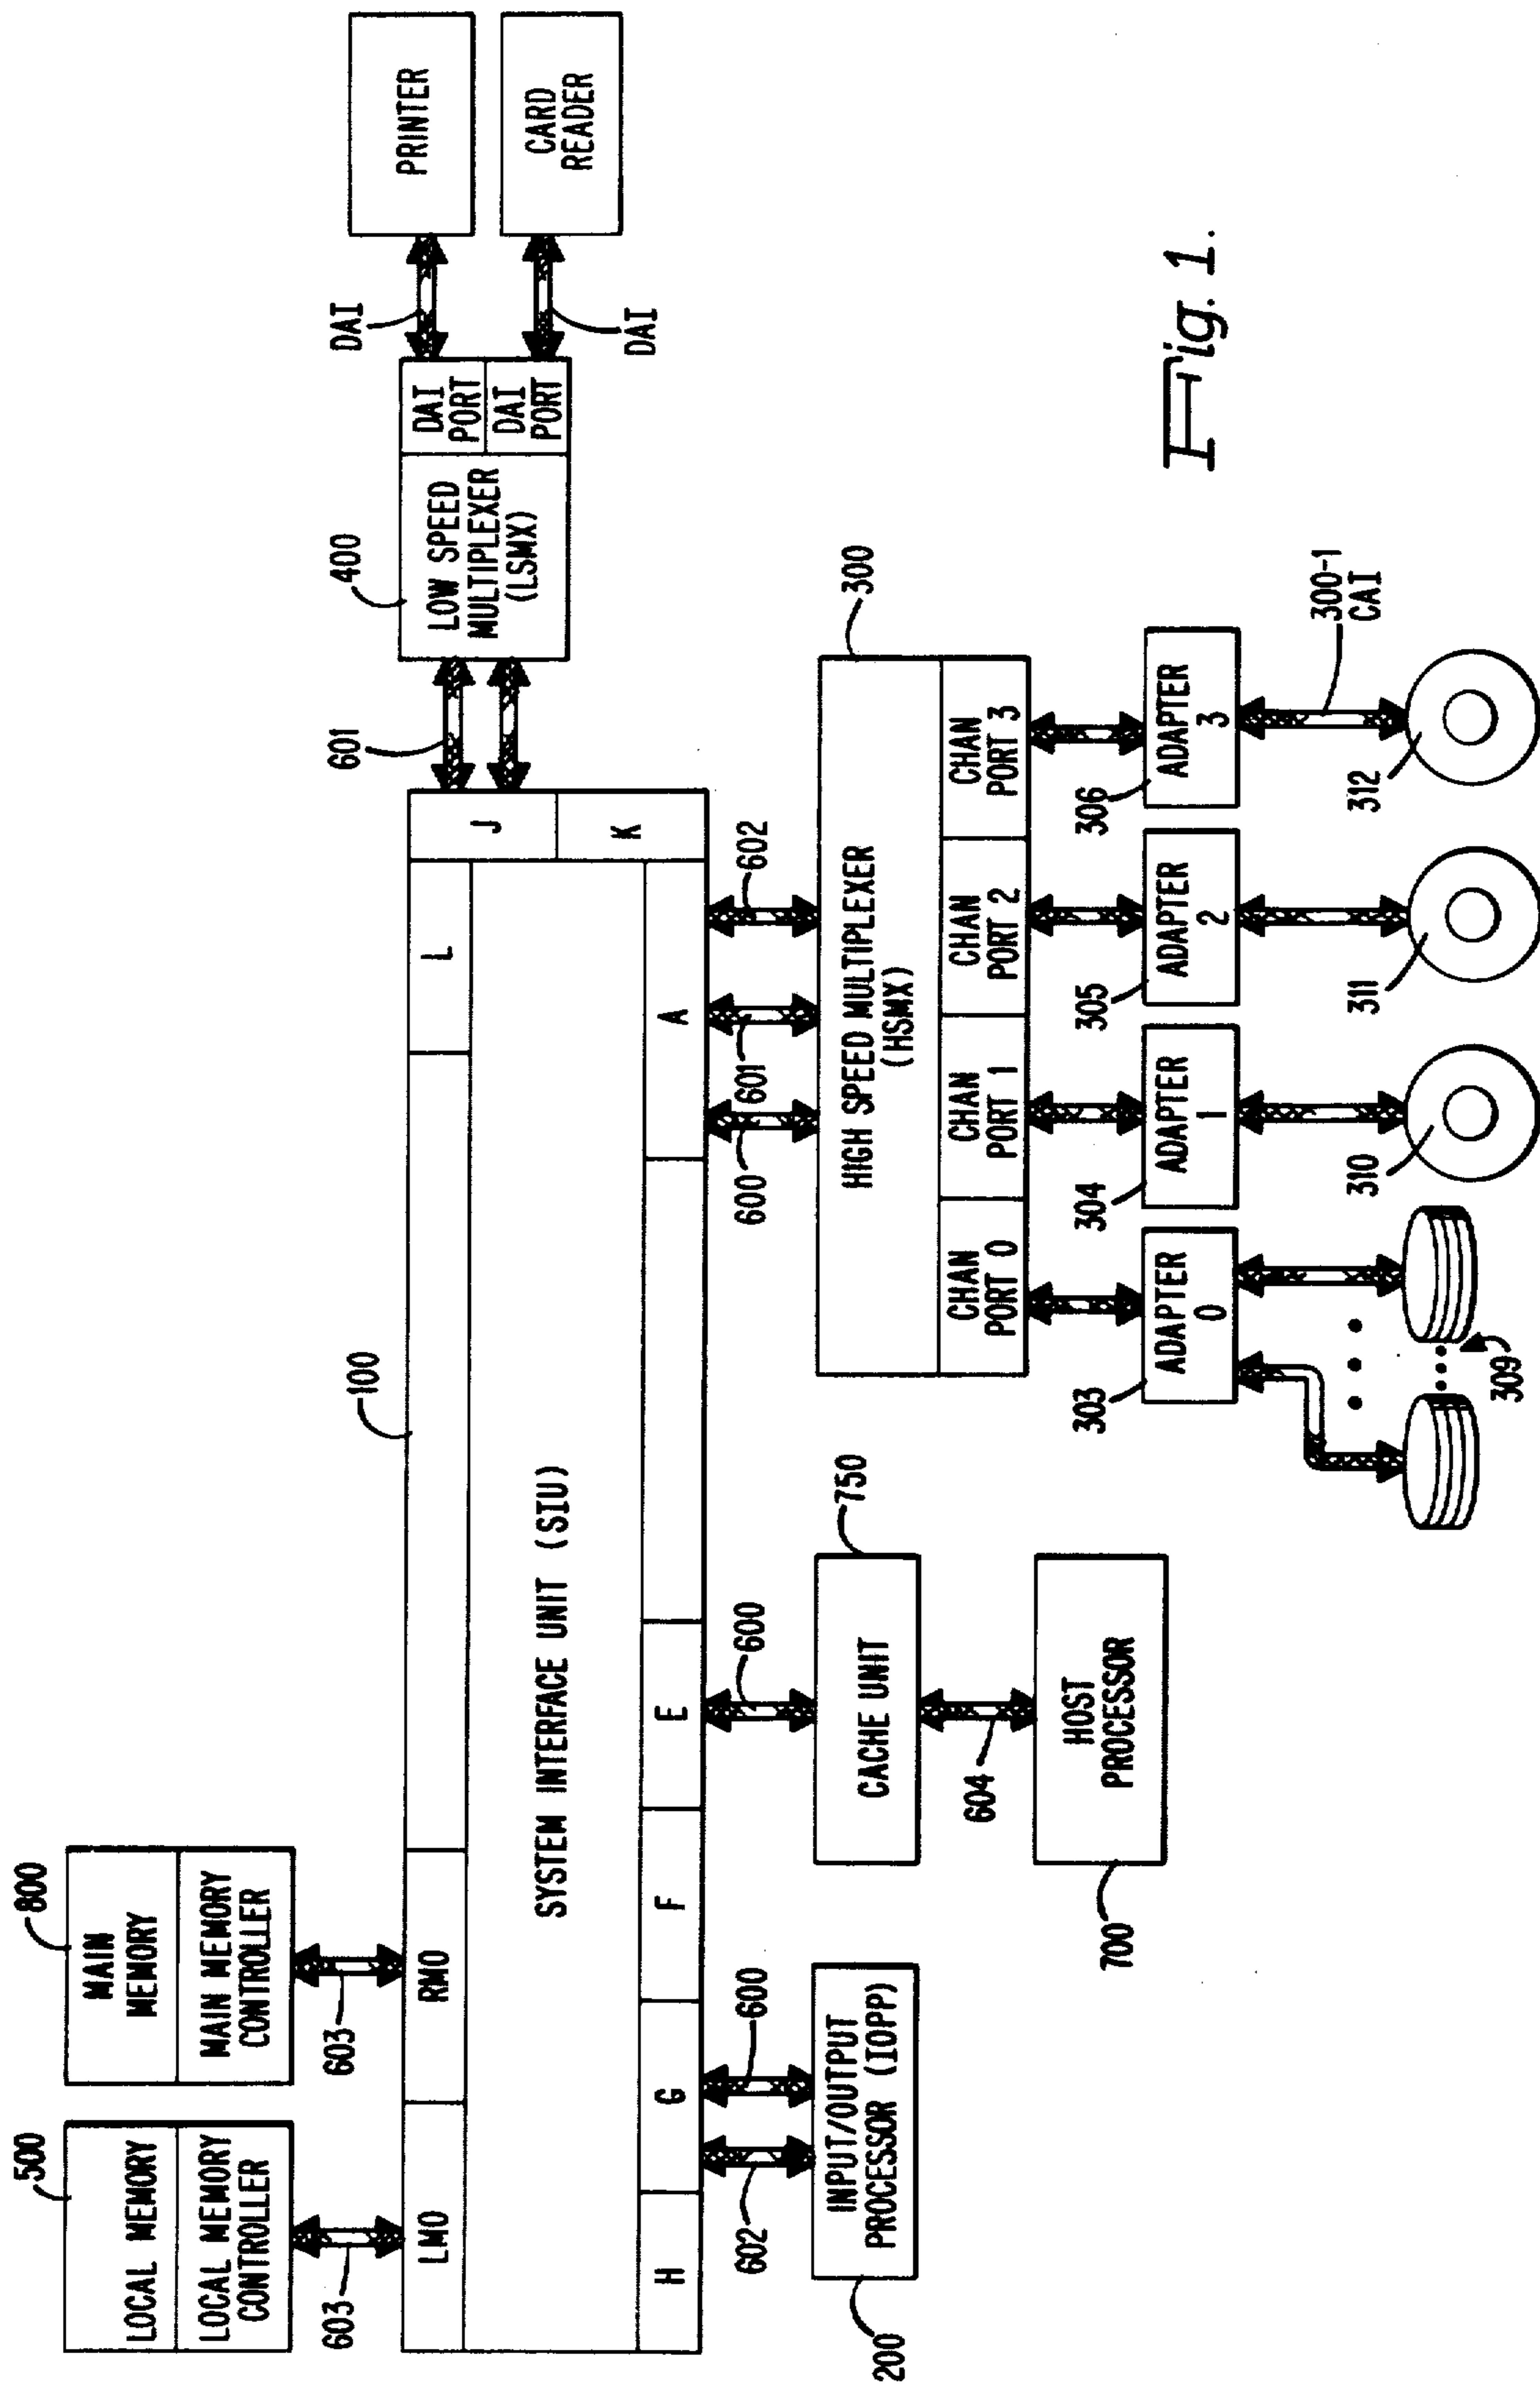 500
LOCAL MEMORY
LOCAL MEMORY
CONTROLLER
603
800
MAIN
MEMORY
MAIN MEMORY
CONTROLLER
603
100
LMO
RMO
L
J
K
SYSTEM INTERFACE UNIT (SIU)
H
G
F
E
A
601
400
LOW SPEED
MULTIPLEXER
(LSMX)
DAI
PORT
DAI
PORT
DAI
DAI
PRINTER
CARD
READER
602
600
INPUT/OUTPUT
PROCESSOR (IOPP)
200
600
750
CACHE UNIT
604
HOST
PROCESSOR
700
600
601
602
300
HIGH SPEED MULTIPLEXER
(HSMX)
CHAN
PORT 0
CHAN
PORT 1
CHAN
PORT 2
CHAN
PORT 3
303
ADAPTER
0
304
ADAPTER
1
305
ADAPTER
2
306
ADAPTER
3
300-1
CAI
309
310
311
312
Fig. 1.